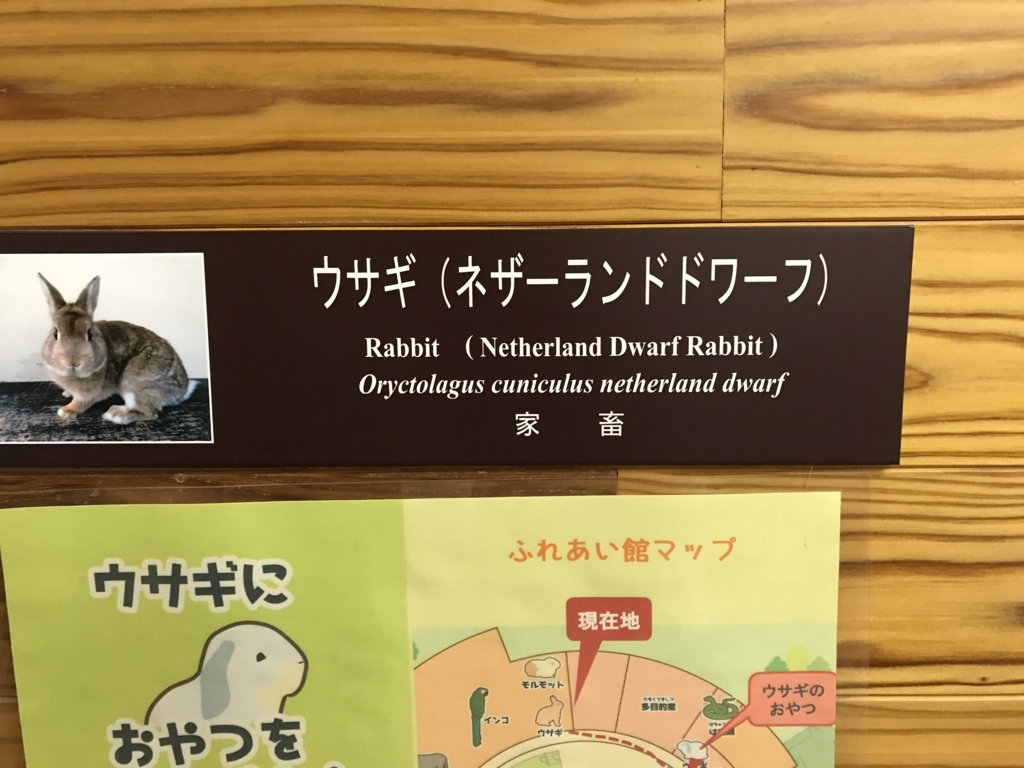 ウサギ（ネザーランドドワーフ）
Rabbit （Netherland Dwarf Rabbit）
Oryctolagus cuniculus netherland dwarf
家　畜
ウサギに
おやつを
ふれあい館マップ
現在地
モルモット
インコ
ウサギ
多目的室
ウサギの
おやつ